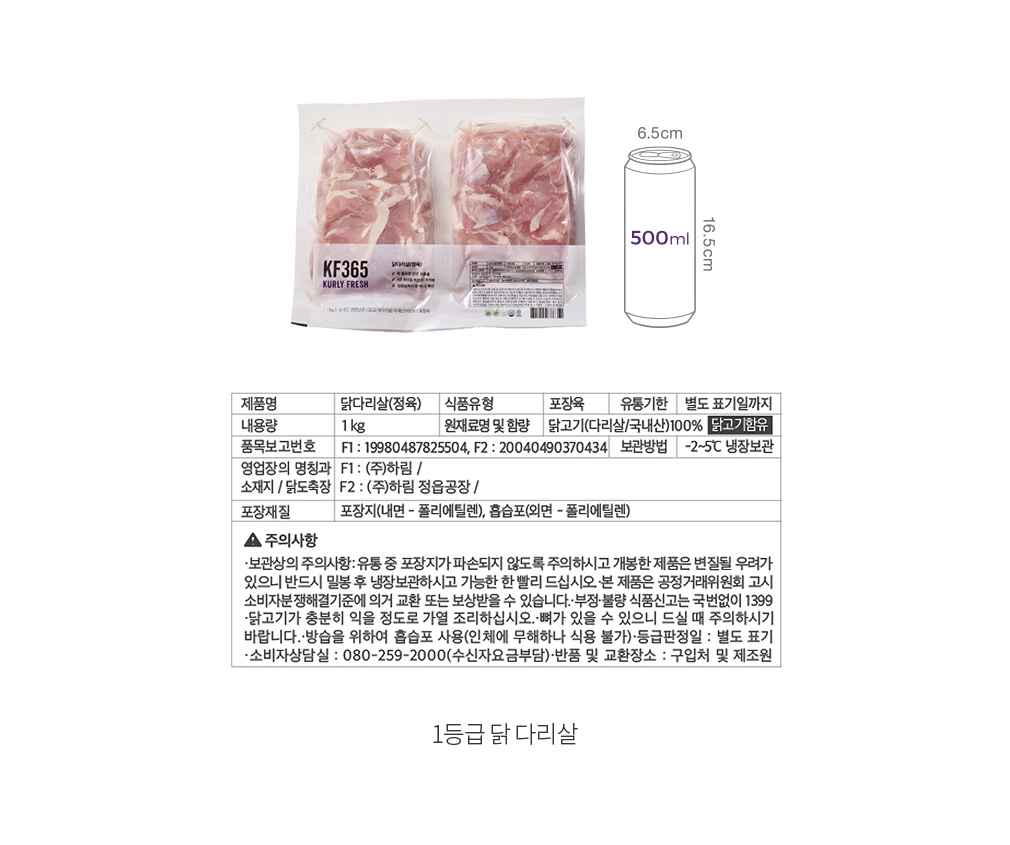 6.5cm
500ml
16.5cm
KF365
KURLY FRESH
닭다리살(정육)
제품명 닭다리살(정육) 식품유형 포장육 유통기한 별도 표기일까지
내용량 1 kg 원재료명 및 함량 닭고기(다리살/국내산)100% 닭고기함유
품목보고번호 F1 : 19980487825504, F2 : 20040490370434 보관방법 -2~5℃ 냉장보관
영업장의 명칭과 F1 : (주)하림 /
소재지 / 닭도축장 F2 : (주)하림 정읍공장 /
포장재질 포장지(내면 - 폴리에틸렌), 흡습포(외면 - 폴리에틸렌)
주의사항
·보관상의 주의사항:유통 중 포장지가 파손되지 않도록 주의하시고 개봉한 제품은 변질될 우려가
있으니 반드시 밀봉 후 냉장보관하시고 가능한 한 빨리 드십시오.·본 제품은 공정거래위원회 고시
소비자분쟁해결기준에 의거 교환 또는 보상받을 수 있습니다.·부정·불량 식품신고는 국번없이 1399
·닭고기가 충분히 익을 정도로 가열 조리하십시오.·뼈가 있을 수 있으니 드실 때 주의하시기
바랍니다.·방습을 위하여 흡습포 사용(인체에 무해하나 식용 불가)·등급판정일 : 별도 표기
·소비자상담실 : 080-259-2000(수신자요금부담)·반품 및 교환장소 : 구입처 및 제조원
1등급 닭 다리살